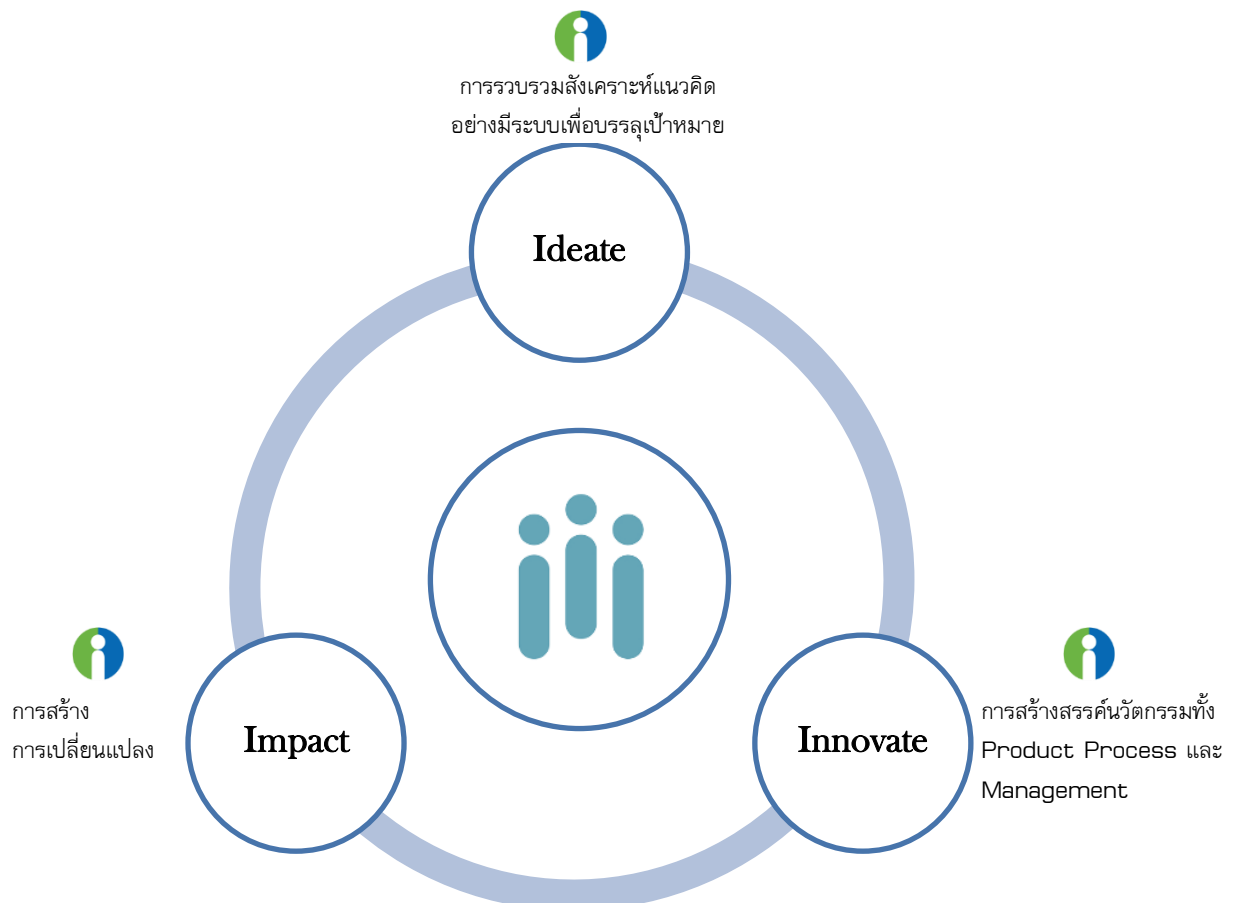 การรวบรวมสังเคราะห์แนวคิด
อย่างมีระบบเพื่อบรรลุเป้าหมาย
Ideate
Impact
การสร้าง
การเปลี่ยนแปลง
Innovate
การสร้างสรรค์นวัตกรรมทั้ง
Product Process และ
Management